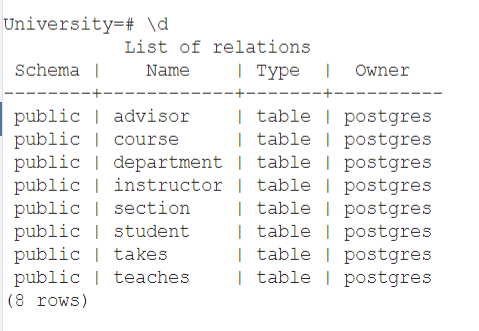 University=# \d
            List of relations
 Schema |    Name    | Type  |  Owner
--------+------------+-------+----------
 public | advisor    | table | postgres
 public | course     | table | postgres
 public | department | table | postgres
 public | instructor | table | postgres
 public | section    | table | postgres
 public | student    | table | postgres
 public | takes      | table | postgres
 public | teaches    | table | postgres
(8 rows)